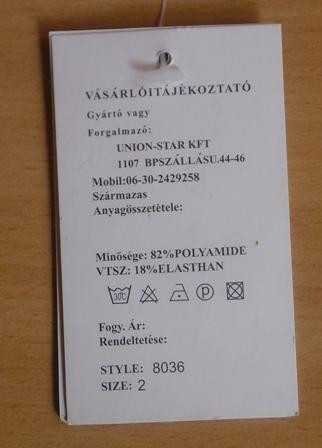 VÁSÁRLÓITÁJÉKOZTATÓ
Gyártó vagy
Forgalmazó:
UNION-STAR KFT
1107 BPSZÁLLÁSU.44-46
Mobil:06-30-2429258
Származas
Anyagösszetétele:
Minősége: 82%POLYAMIDE
VTSZ: 18%ELASTHAN
30°C
P
Fogy. Ár:
Rendeltetése:
STYLE: 8036
SIZE: 2